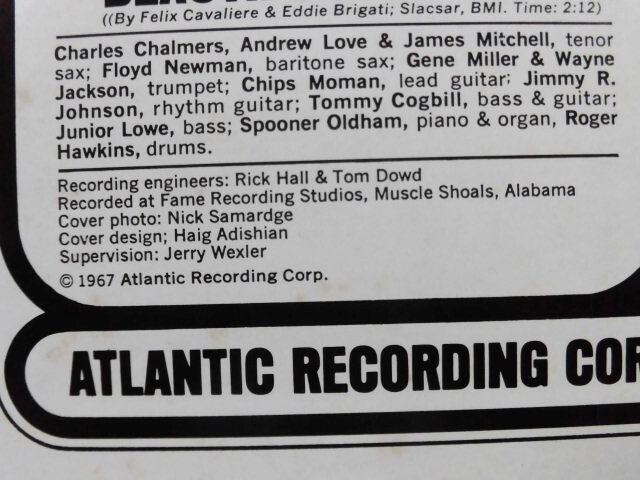 ((By Felix Cavaliere & Eddie Brigati; Slacsar, BMI. Time: 2:12)
Charles Chalmers, Andrew Love & James Mitchell, tenor
sax; Floyd Newman, baritone sax; Gene Miller & Wayne
Jackson, trumpet; Chips Moman, lead guitar; Jimmy R.
Johnson, rhythm guitar; Tommy Cogbill, bass & guitar;
Junior Lowe, bass; Spooner Oldham, piano & organ, Roger
Hawkins, drums.
Recording engineers: Rick Hall & Tom Dowd
Recorded at Fame Recording Studios, Muscle Shoals, Alabama
Cover photo: Nick Samardge
Cover design; Haig Adishian
Supervision: Jerry Wexler
© 1967 Atlantic Recording Corp.
ATLANTIC RECORDING COR